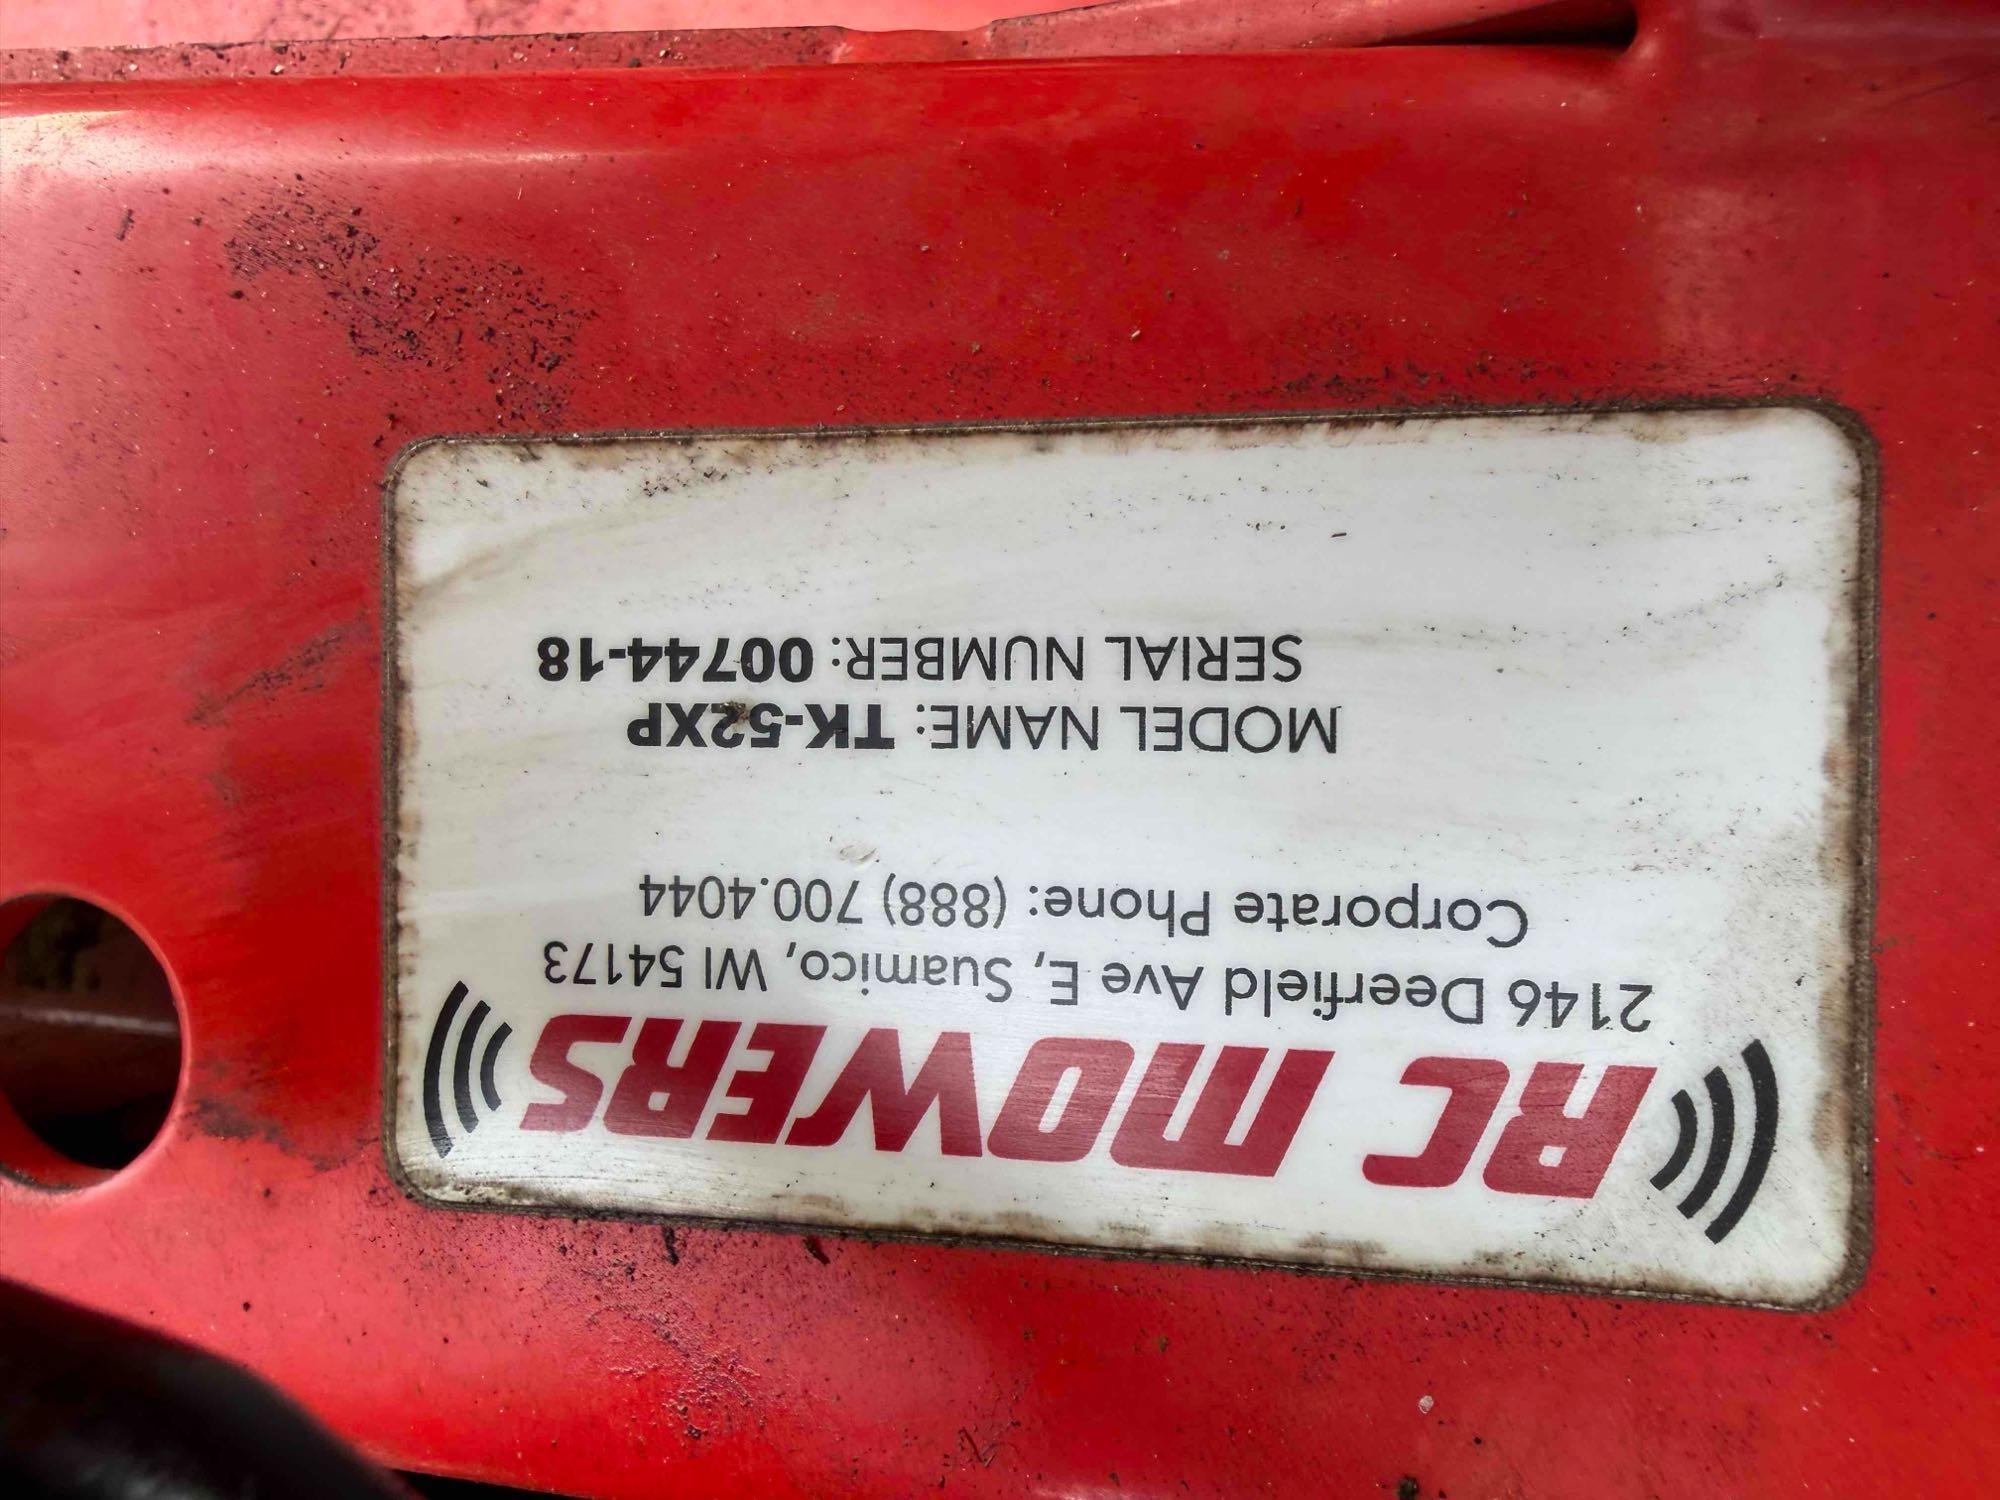 RC MOWERS
2146 Deerfield Ave E, Suamico, WI 54173
Corporate Phone: (888) 700.4044
MODEL NAME: TK-52XP
SERIAL NUMBER: 00744-18